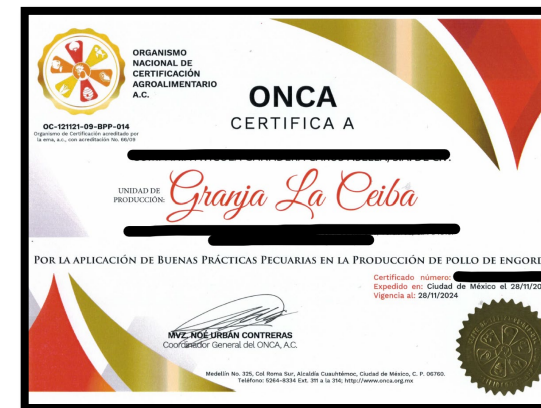 ORGANISMO
NACIONAL DE
CERTIFICACIÓN
AGROALIMENTARIO
A.C.
OC-121121-09-BPP-014
Organismo de Certificación acreditado por
la ema, a.c., con acreditación No. 68/09
ONCA
CERTIFICA A
UNIDAD DE
PRODUCCIÓN:
Granja La Ceiba
POR LA APLICACIÓN DE BUENAS PRÁCTICAS PECUARIAS EN LA PRODUCCIÓN DE POLLO DE ENGORD
Certificado número:
Expedido en: Ciudad de México el 28/11/20
Vigencia al: 28/11/2024
MVZ. NOÉ URBÁN CONTRERAS
Coordinador General del ONCA, A.C.
Medellín No. 325, Col Roma Sur, Alcaldía Cuauhtémoc, Ciudad de México, C. P. 06760.
Teléfono: 5264-8334 Ext. 311 a la 314; http://www.onca.org.mx